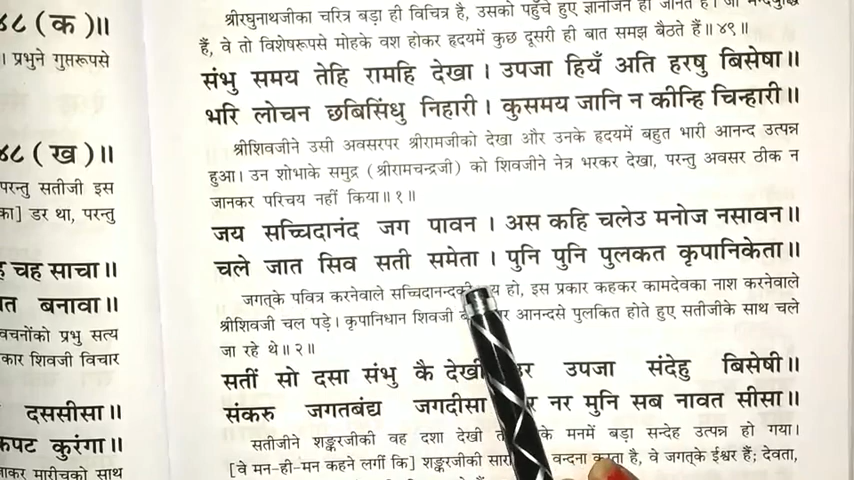 ४८ (क)॥
। प्रभुने गुप्तरूपसे
४८ (ख)॥
परन्तु सतीजी इस
का] डर था, परन्तु
चह साचा॥
त बनावा॥
वचनोंको प्रभु सत्य
कार शिवजी विचार
दससीसा॥
कपट कुरंगा॥
जाकर मारीचको साथ
श्रीरघुनाथजीका चरित्र बड़ा ही विचित्र है, उसको पहुँचे हुए ज्ञानीजन ही जानते हैं। जो
हैं, वे तो विशेषरूपसे मोहके वश होकर हृदयमें कुछ दूसरी ही बात समझ बैठते हैं॥४९॥
संभु समय तेहि रामहि देखा। उपजा हियँ अति हरषु बिसेषा॥
भरि लोचन छबिसिंधु निहारी। कुसमय जानि न कीन्हि चिन्हारी॥
श्रीशिवजीने उसी अवसरपर श्रीरामजीको देखा और उनके हृदयमें बहुत भारी आनन्द उत्पन्न
हुआ। उन शोभाके समुद्र (श्रीरामचन्द्रजी) को शिवजीने नेत्र भरकर देखा, परन्तु अवसर ठीक न
जानकर परिचय नहीं किया॥१॥
जय सच्चिदानंद जग पावन। अस कहि चलेउ मनोज नसावन॥
चले जात सिव सती समेता। पुनि पुनि पुलकत कृपानिकेता॥
जगत्के पवित्र करनेवाले सच्चिदानन्दकी य हो, इस प्रकार कहकर कामदेवका नाश करनेवाले
श्रीशिवजी चल पड़े। कृपानिधान शिवजी र आनन्दसे पुलकित होते हुए सतीजीके साथ चले
जा रहे थे॥२॥
सतीं सो दसा संभु कै देखी उर उपजा संदेहु बिसेषी॥
संकरु जगतबंद्य जगदीसा र नर मुनि सब नावत सीसा॥
सतीजीने शङ्करजीकी वह दशा देखी के मनमें बड़ा सन्देह उत्पन्न हो गया।
[वे मन-ही-मन कहने लगीं कि] शङ्करजीकी वन्दना करता है, वे जगत्के ईश्वर हैं; देवता,